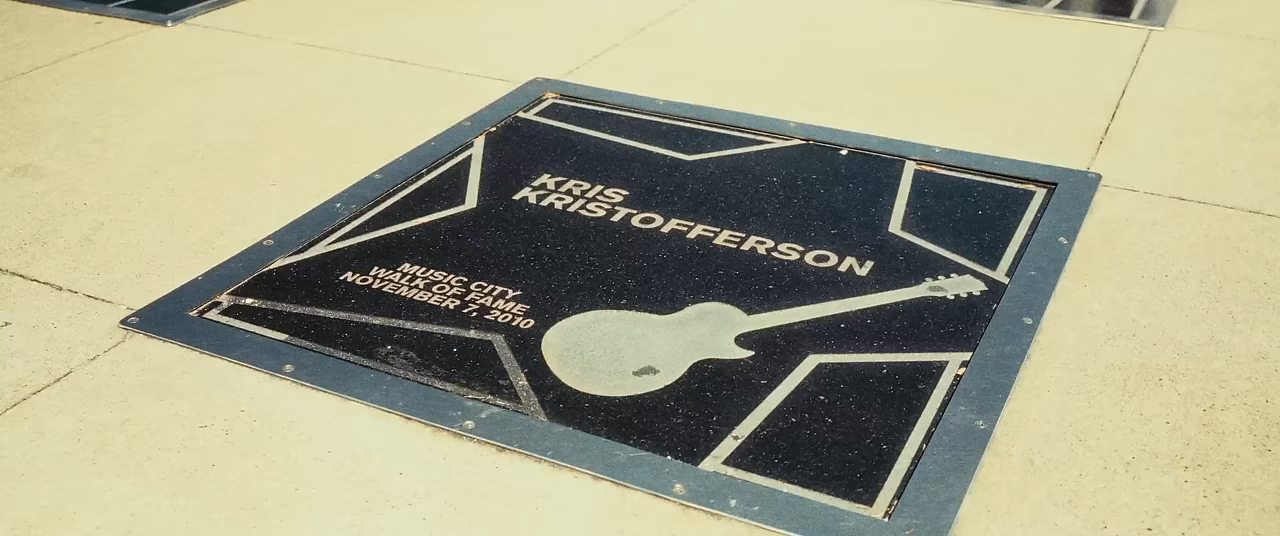 KRIS
KRISTOFFERSON
MUSIC CITY
WALK OF FAME
NOVEMBER 7, 2010